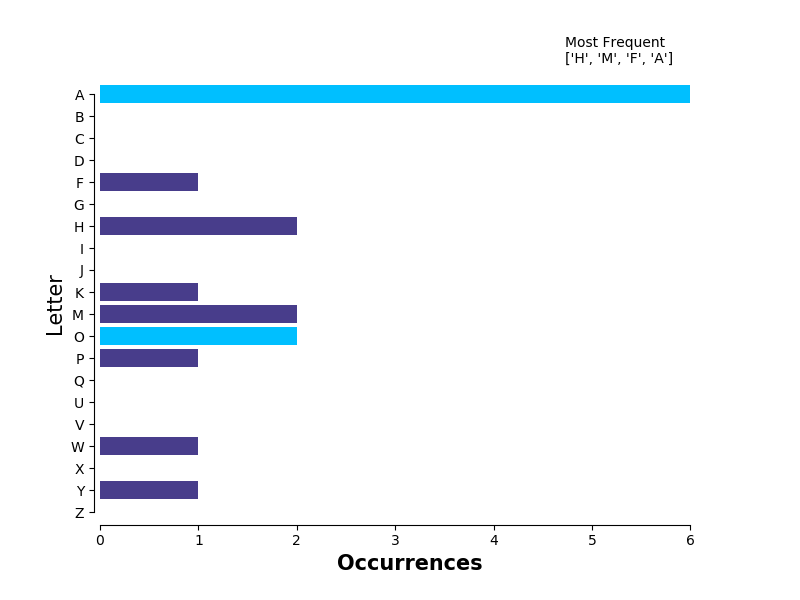 Most Frequent
['H', 'M', 'F', 'A']
A
B
C
D
F
G
H
I
J
K
M
O
P
Q
U
V
W
X
Y
Z
Letter
0 1 2 3 4 5 6
Occurrences